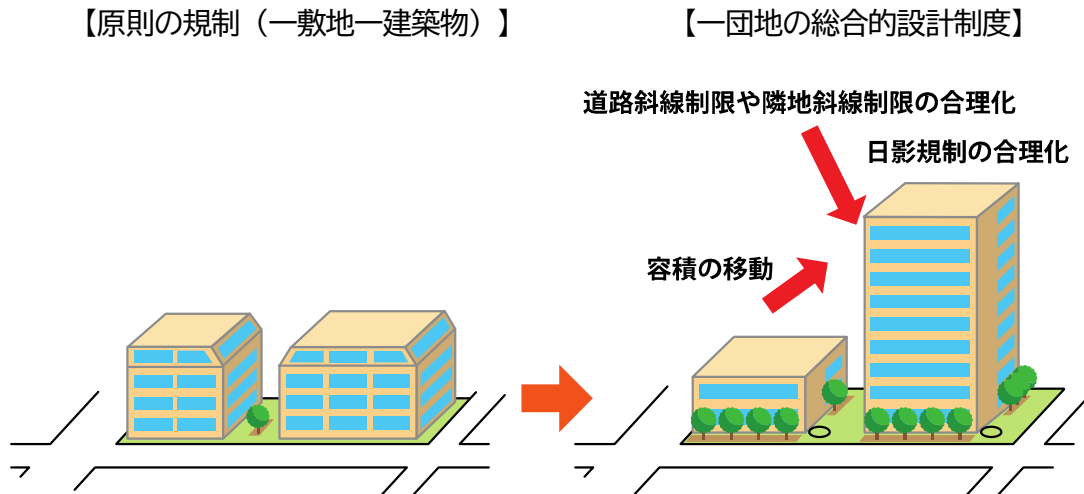 【原則の規制（一敷地一建築物）】
【一団地の総合的設計制度】
道路斜線制限や隣地斜線制限の合理化
日影規制の合理化
容積の移動